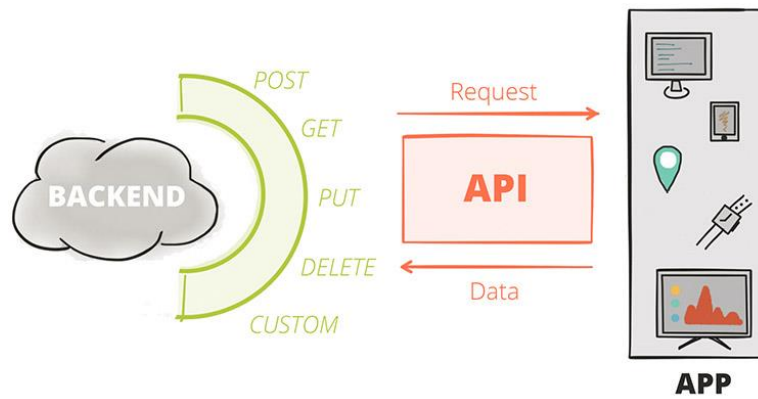 POST
GET
PUT
DELETE
CUSTOM
BACKEND
Request
API
Data
APP